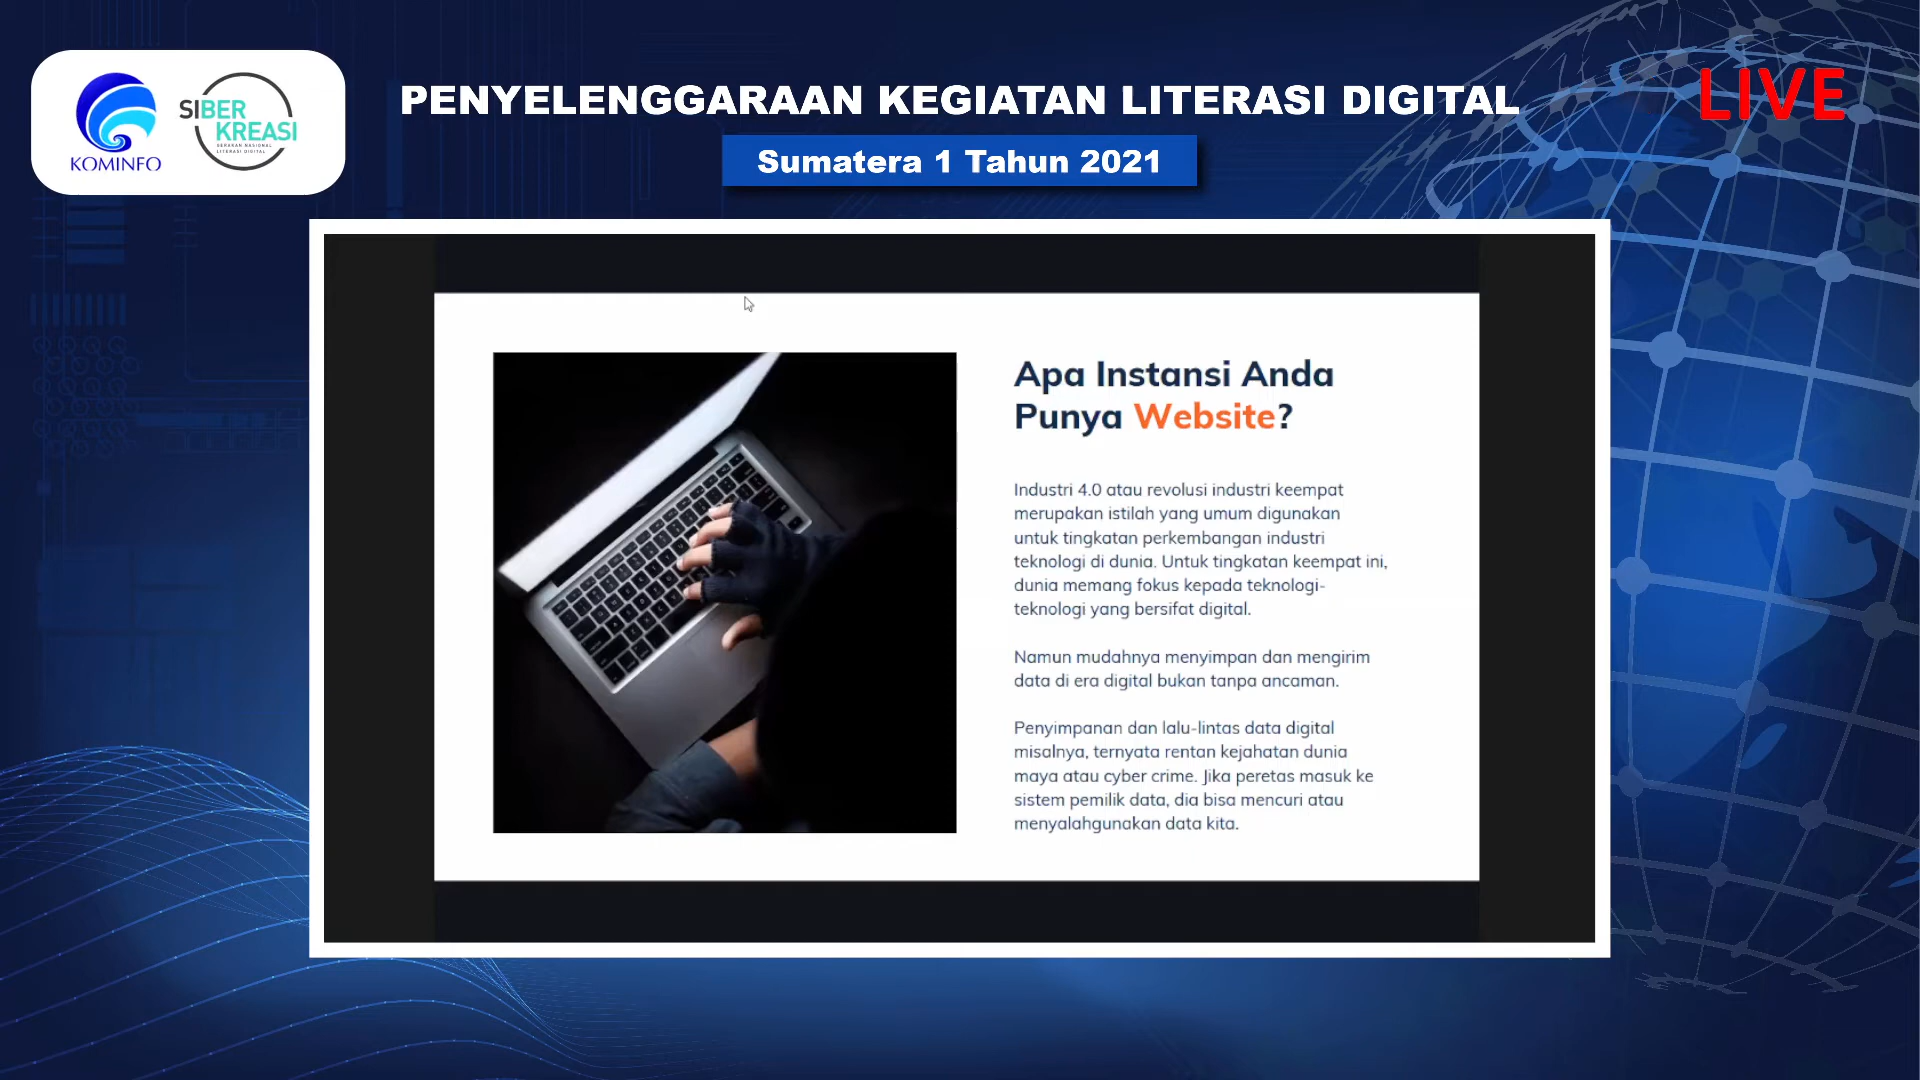 KOMINFO
SIBER
KREASI
GERAKAN NASIONAL
LITERASI DIGITAL
PENYELENGGARAAN KEGIATAN LITERASI DIGITAL
Sumatera 1 Tahun 2021
LIVE
Apa Instansi Anda
Punya Website?
Industri 4.0 atau revolusi industri keempat
merupakan istilah yang umum digunakan
untuk tingkatan perkembangan industri
teknologi di dunia. Untuk tingkatan keempat ini,
dunia memang fokus kepada teknologi-
teknologi yang bersifat digital.
Namun mudahnya menyimpan dan mengirim
data di era digital bukan tanpa ancaman.
Penyimpanan dan lalu-lintas data digital
misalnya, ternyata rentan kejahatan dunia
maya atau cyber crime. Jika peretas masuk ke
sistem pemilik data, dia bisa mencuri atau
menyalahgunakan data kita.